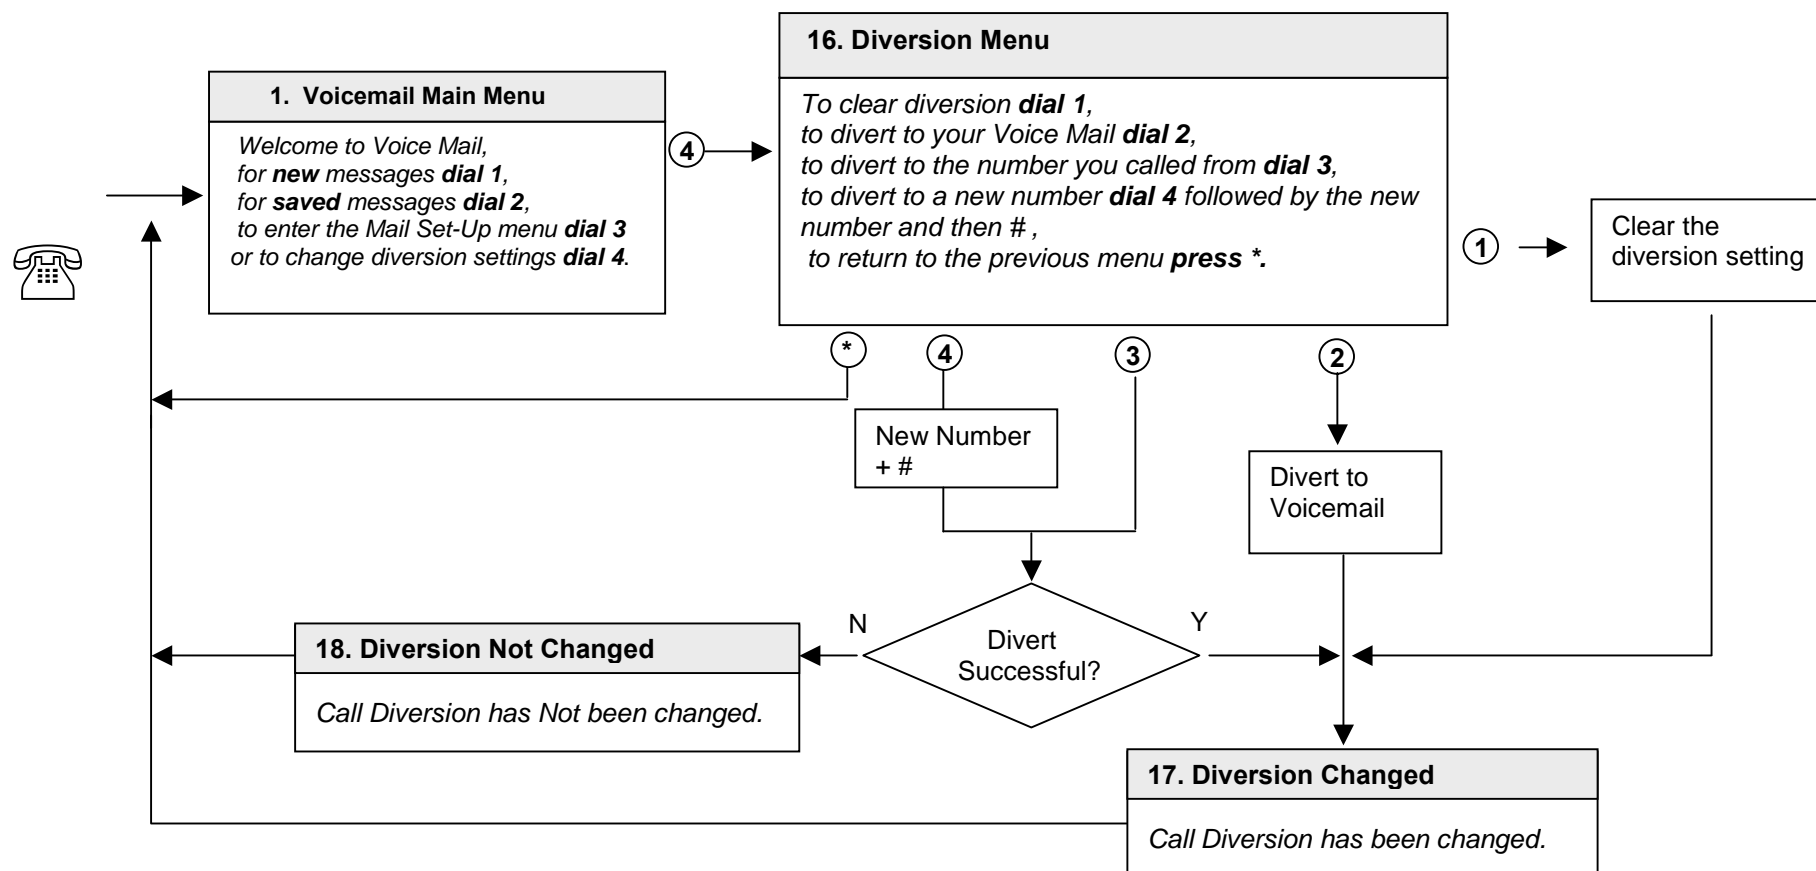 16. Diversion Menu
To clear diversion dial 1,
to divert to your Voice Mail dial 2,
to divert to the number you called from dial 3,
to divert to a new number dial 4 followed by the new
number and then # ,
to return to the previous menu press *.
1. Voicemail Main Menu
Welcome to Voice Mail,
for new messages dial 1,
for saved messages dial 2,
to enter the Mail Set-Up menu dial 3
or to change diversion settings dial 4.
4
1
Clear the
diversion setting
*
4
3
2
New Number
+ #
Divert to
Voicemail
N
Y
Divert
Successful?
18. Diversion Not Changed
Call Diversion has Not been changed.
17. Diversion Changed
Call Diversion has been changed.